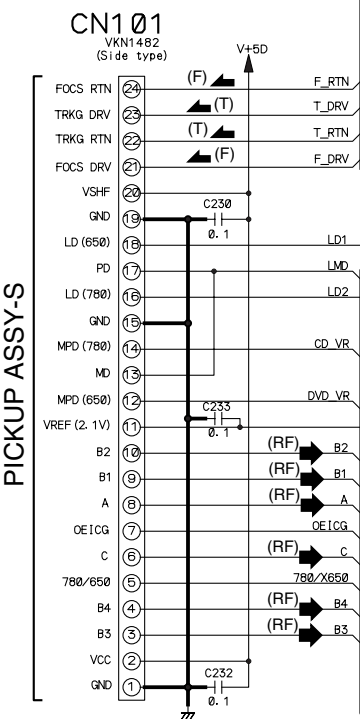 CN101
VKN1482
(Side type)
V+5D
PICKUP ASSY-S
FOCS RTN 24 (F) F_RTN
TRKG DRV 23 (T) T_DRV
TRKG RTN 22 (T) T_RTN
FOCS DRV 21 (F) F_DRV
VSHF 20
C230
GND 19
0.1
LD(650) 18 LD1
PD 17 LMD
LD(780) 16 LD2
GND 15
MPD(780) 14 CD_VR
MD 13
MPD(650) 12 DVD_VR
C233
VREF(2.1V) 11
0.1
B2 10 (RF) B2
B1 9 (RF) B1
A 8 (RF) A
OEICG 7 OEICG
C 6 (RF) C
780/650 5 780/X650
B4 4 (RF) B4
B3 3 (RF) B3
VCC 2
C232
GND 1
0.1